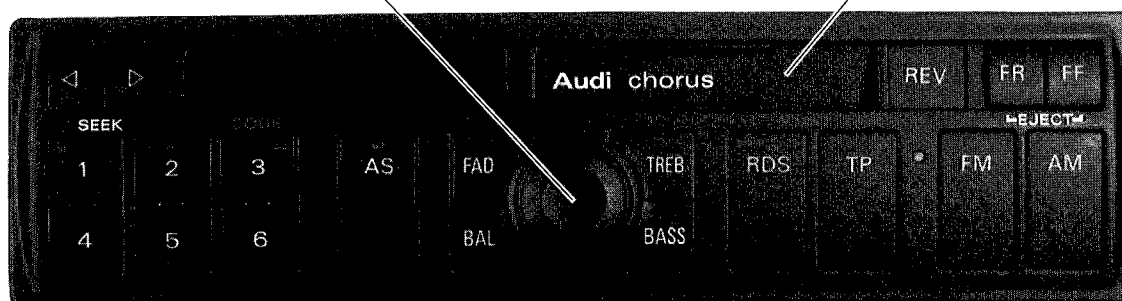 Audi chorus REV FR FF
SEEK CODE EJECT
1 2 3 AS FAD TREB RDS TP FM AM
4 5 6 BAL BASS